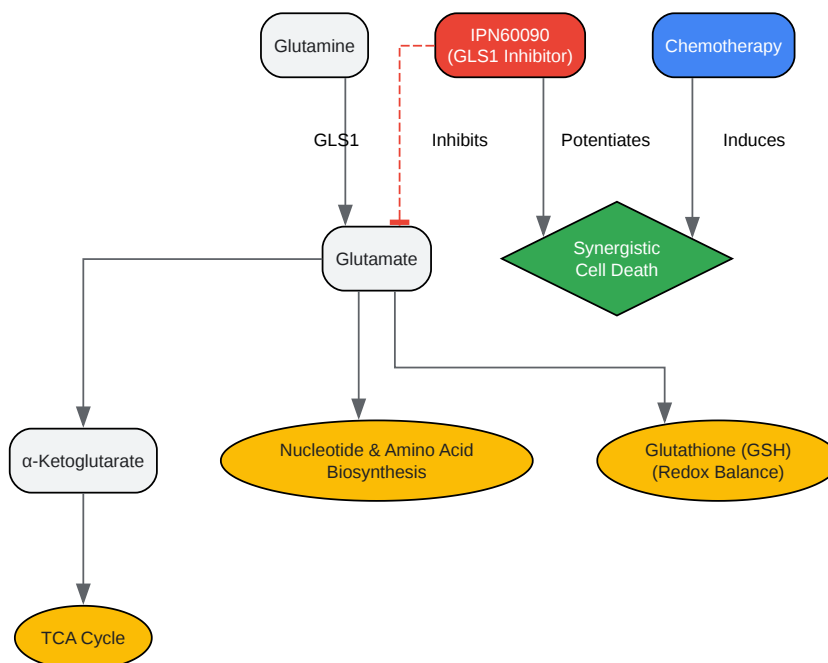 Glutamine
IPN60090
(GLS1 Inhibitor)
Chemotherapy
GLS1
Inhibits
Potentiates
Induces
Glutamate
Synergistic
Cell Death
α-Ketoglutarate
Nucleotide & Amino Acid
Biosynthesis
Glutathione (GSH)
(Redox Balance)
TCA Cycle